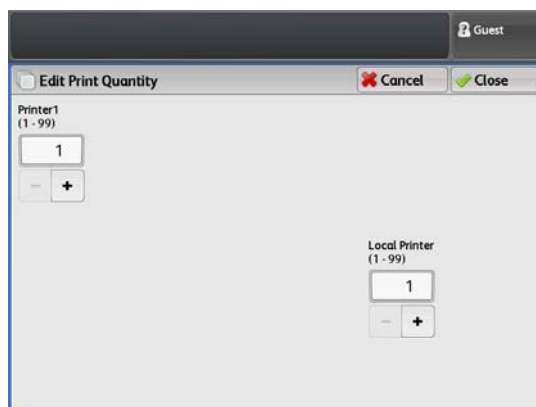 Guest
Edit Print Quantity
Cancel
Close
Printer1
(1 - 99)
1
− +
Local Printer
(1 - 99)
1
− +